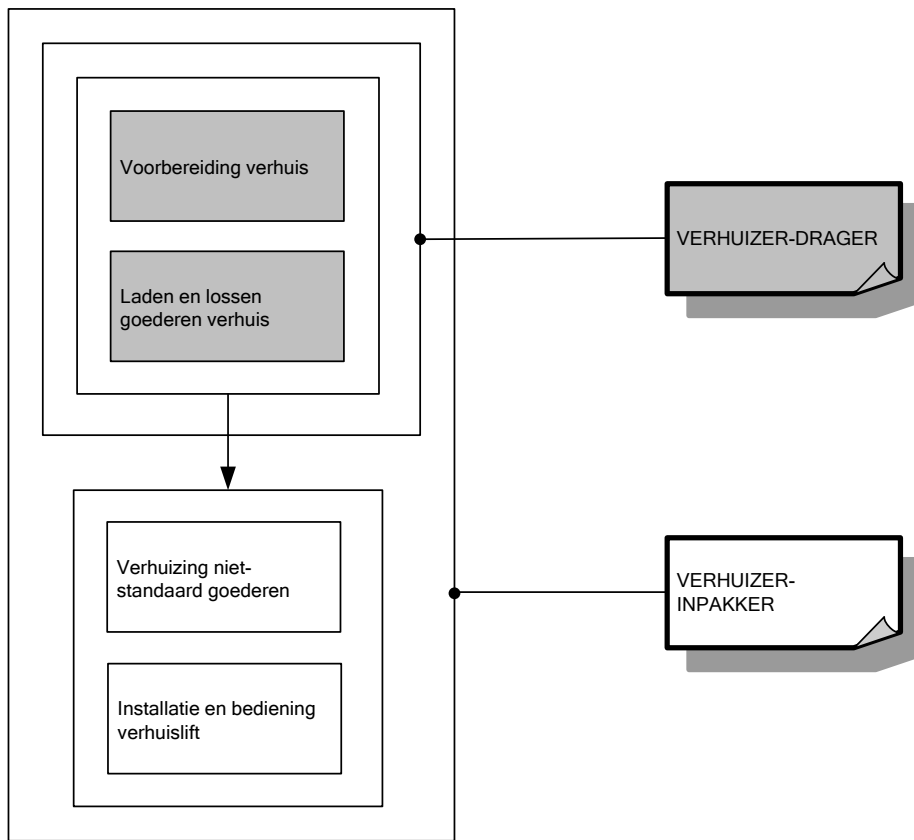 Voorbereiding verhuis
Laden en lossen
goederen verhuis
VERHUIZER-DRAGER
Verhuizing niet-
standaard goederen
Installatie en bediening
verhuislift
VERHUIZER-
INPAKKER